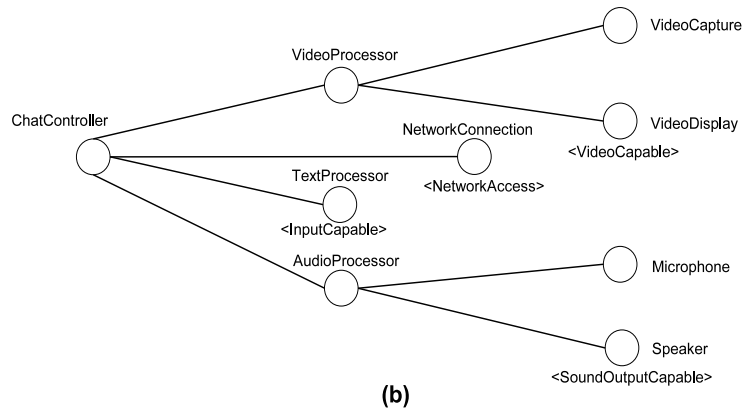 VideoCapture
VideoProcessor
ChatController
NetworkConnection
VideoDisplay
<VideoCapable>
TextProcessor
<NetworkAccess>
<InputCapable>
AudioProcessor
Microphone
Speaker
<SoundOutputCapable>
(b)